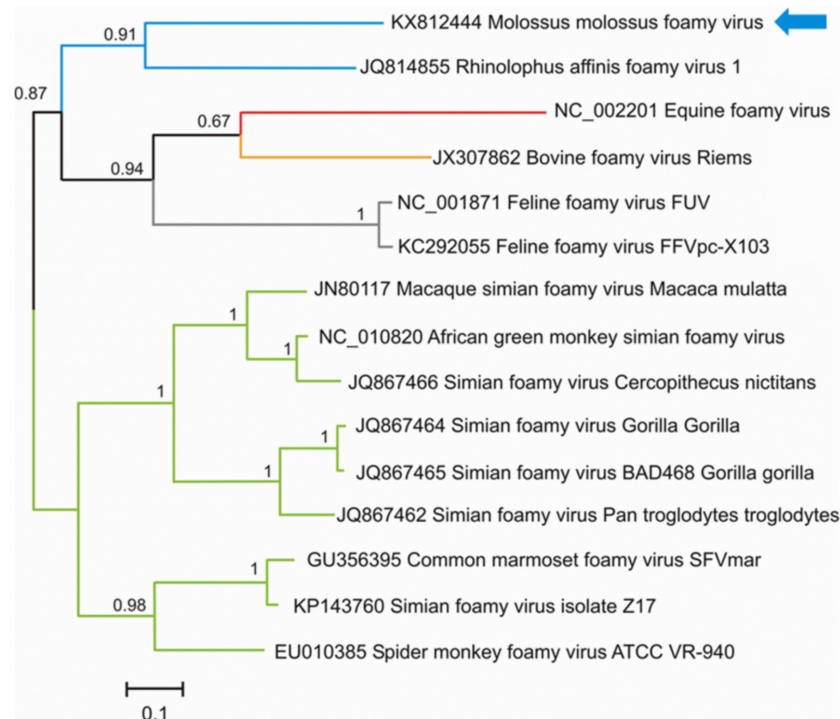 KX812444 Molossus molossus foamy virus
0.91
JQ814855 Rhinolophus affinis foamy virus 1
0.87
NC_002201 Equine foamy virus
0.67
JX307862 Bovine foamy virus Riems
0.94
NC_001871 Feline foamy virus FUV
1
KC292055 Feline foamy virus FFVpc-X103
JN80117 Macaque simian foamy virus Macaca mulatta
1
NC_010820 African green monkey simian foamy virus
1
JQ867466 Simian foamy virus Cercopithecus nictitans
1
JQ867464 Simian foamy virus Gorilla Gorilla
1
JQ867465 Simian foamy virus BAD468 Gorilla gorilla
1
JQ867462 Simian foamy virus Pan troglodytes troglodytes
GU356395 Common marmoset foamy virus SFVmar
1
KP143760 Simian foamy virus isolate Z17
0.98
EU010385 Spider monkey foamy virus ATCC VR-940
0.1